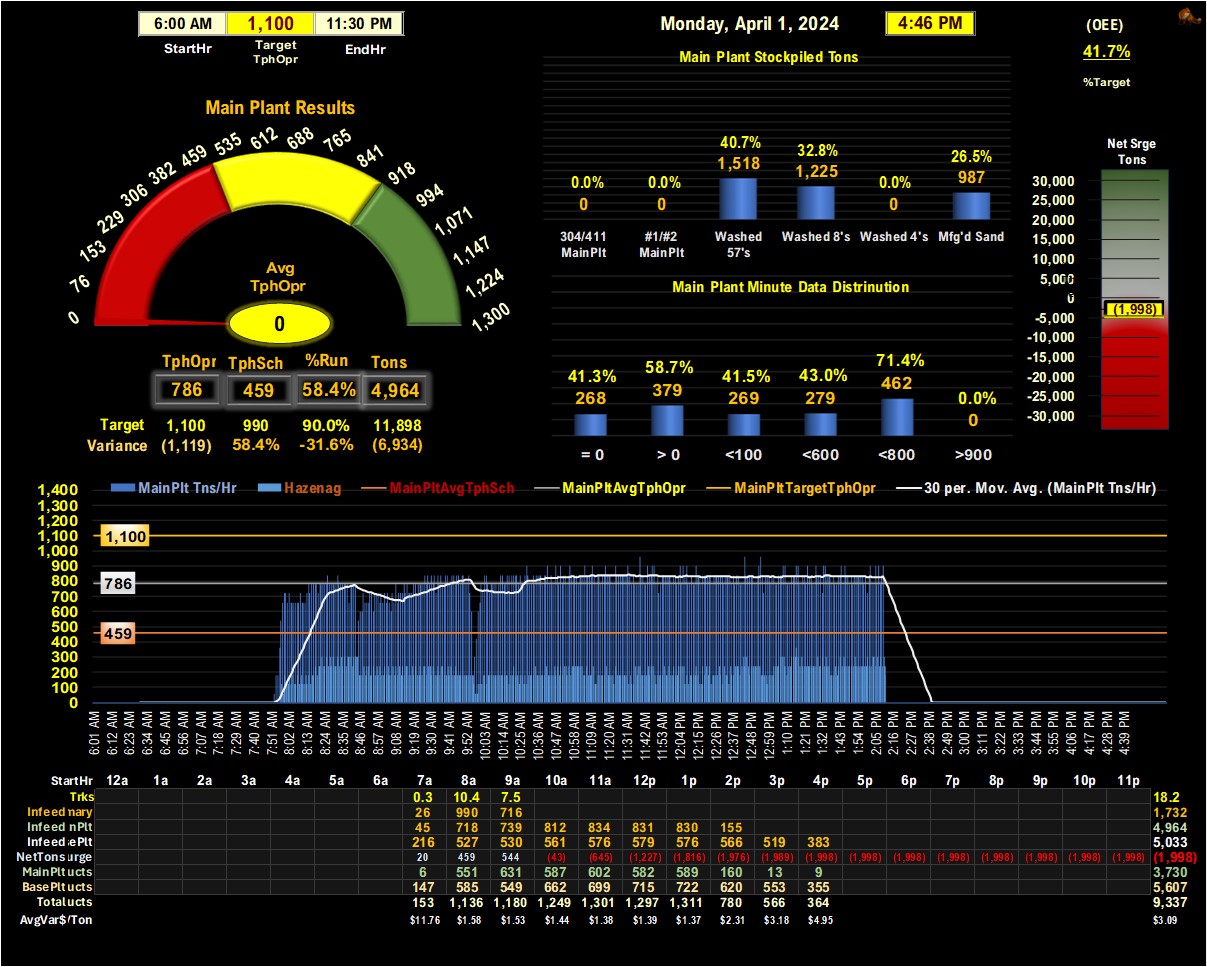 6:00 AM 1,100 11:30 PM
StartHr Target TphOpr EndHr
Monday, April 1, 2024 4:46 PM
(OEE)
41.7%
%Target
Main Plant Results
0 76 153 229 306 382 459 535 612 688 765 841 918 994 1,071 1,147 1,224 1,300
Avg
TphOpr
0
TphOpr TphSch %Run Tons
786 459 58.4% 4,964
Target 1,100 990 90.0% 11,898
Variance (1,119) 58.4% -31.6% (6,934)
Main Plant Stockpiled Tons
0.0% 0.0% 40.7% 32.8% 0.0% 26.5%
0 0 1,518 1,225 0 987
304/411 MainPlt #1/#2 MainPlt Washed 57's Washed 8's Washed 4's Mfg'd Sand
Main Plant Minute Data Distrinution
41.3% 58.7% 41.5% 43.0% 71.4% 0.0%
268 379 269 279 462 0
= 0 > 0 <100 <600 <800 >900
Net Srge
Tons
30,000
25,000
20,000
15,000
10,000
5,000
0
(1,998)
-5,000
-10,000
-15,000
-20,000
-25,000
-30,000
MainPlt Tns/Hr Hazenag MainPltAvgTphSch MainPltAvgTphOpr MainPltTargetTphOpr 30 per. Mov. Avg. (MainPlt Tns/Hr)
1,400
1,300
1,200
1,100
1,000
900
800
700
600
500
400
300
200
100
0
1,100
786
459
6:01 AM 6:12 AM 6:23 AM 6:34 AM 6:45 AM 6:56 AM 7:07 AM 7:18 AM 7:29 AM 7:40 AM 7:51 AM 8:02 AM 8:13 AM 8:24 AM 8:35 AM 8:46 AM 8:57 AM 9:08 AM 9:19 AM 9:30 AM 9:41 AM 9:52 AM 10:03 AM 10:14 AM 10:25 AM 10:36 AM 10:47 AM 10:58 AM 11:09 AM 11:20 AM 11:31 AM 11:42 AM 11:53 AM 12:04 PM 12:15 PM 12:26 PM 12:37 PM 12:48 PM 12:59 PM 1:10 PM 1:21 PM 1:32 PM 1:43 PM 1:54 PM 2:05 PM 2:16 PM 2:27 PM 2:38 PM 2:49 PM 3:00 PM 3:11 PM 3:22 PM 3:33 PM 3:44 PM 3:55 PM 4:06 PM 4:17 PM 4:28 PM 4:39 PM
StartHr 12a 1a 2a 3a 4a 5a 6a 7a 8a 9a 10a 11a 12p 1p 2p 3p 4p 5p 6p 7p 8p 9p 10p 11p
Trks 0.3 10.4 7.5 18.2
Infeed nary 26 990 716 1,732
Infeed nPlt 45 718 739 812 834 831 830 155 4,964
Infeed ePlt 216 527 530 561 576 579 576 566 519 383 5,033
NetTons urge 20 459 544 (43) (645) (1,227) (1,816) (1,976) (1,989) (1,998) (1,998) (1,998) (1,998) (1,998) (1,998) (1,998) (1,998) (1,998)
MainPlt ucts 6 551 631 587 602 582 589 160 13 9 3,730
BasePlt ucts 147 585 549 662 699 715 722 620 553 355 5,607
Total ucts 153 1,136 1,180 1,249 1,301 1,297 1,311 780 566 364 9,337
AvgVar$/Ton $11.76 $1.58 $1.53 $1.44 $1.38 $1.39 $1.37 $2.31 $3.18 $4.95 $3.09